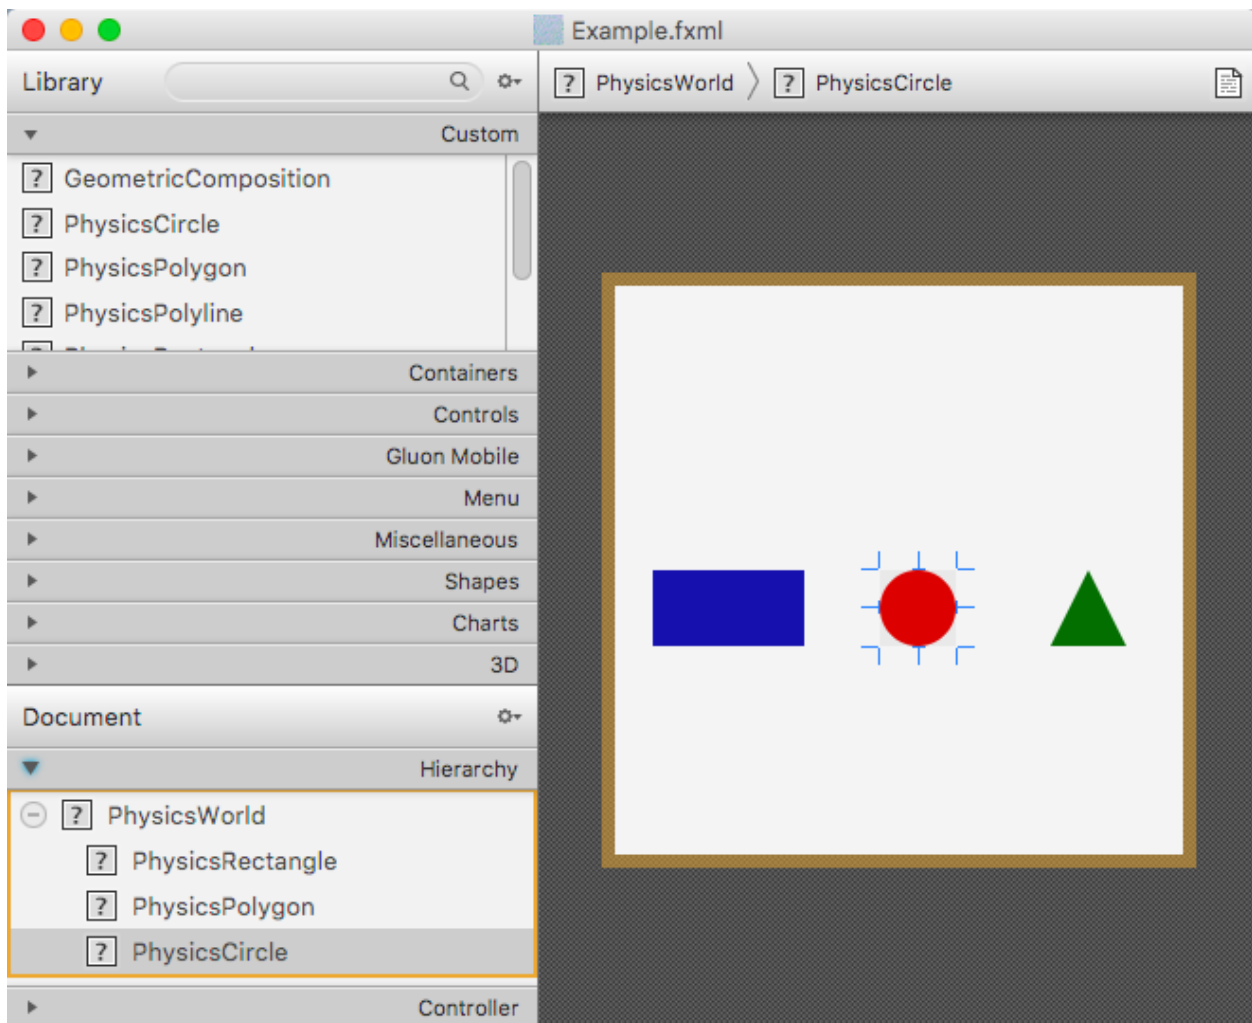 Example.fxml
Library
? PhysicsWorld ? PhysicsCircle
Custom
? GeometricComposition
? PhysicsCircle
? PhysicsPolygon
? PhysicsPolyline
Containers
Controls
Gluon Mobile
Menu
Miscellaneous
Shapes
Charts
3D
Document
Hierarchy
? PhysicsWorld
? PhysicsRectangle
? PhysicsPolygon
? PhysicsCircle
Controller